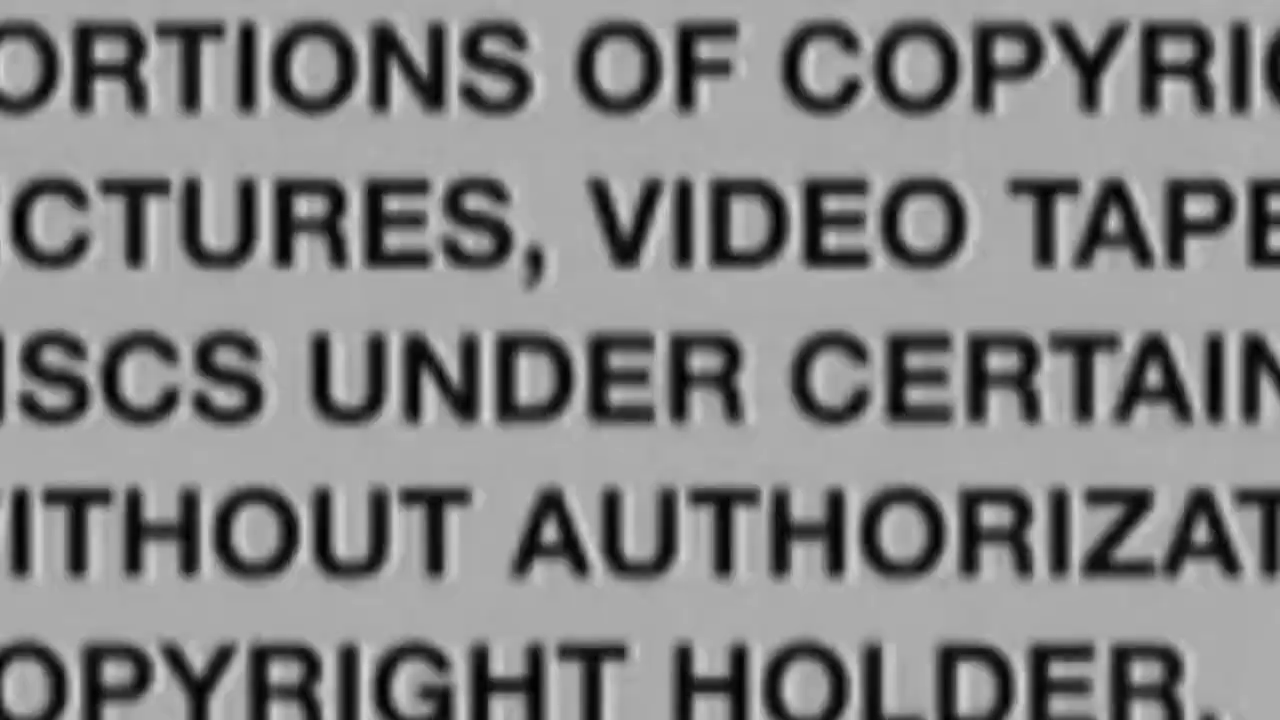 ORTIONS OF COPYRIG
CTURES, VIDEO TAPE
ISCS UNDER CERTAIN
ITHOUT AUTHORIZAT
OPYRIGHT HOLDER.